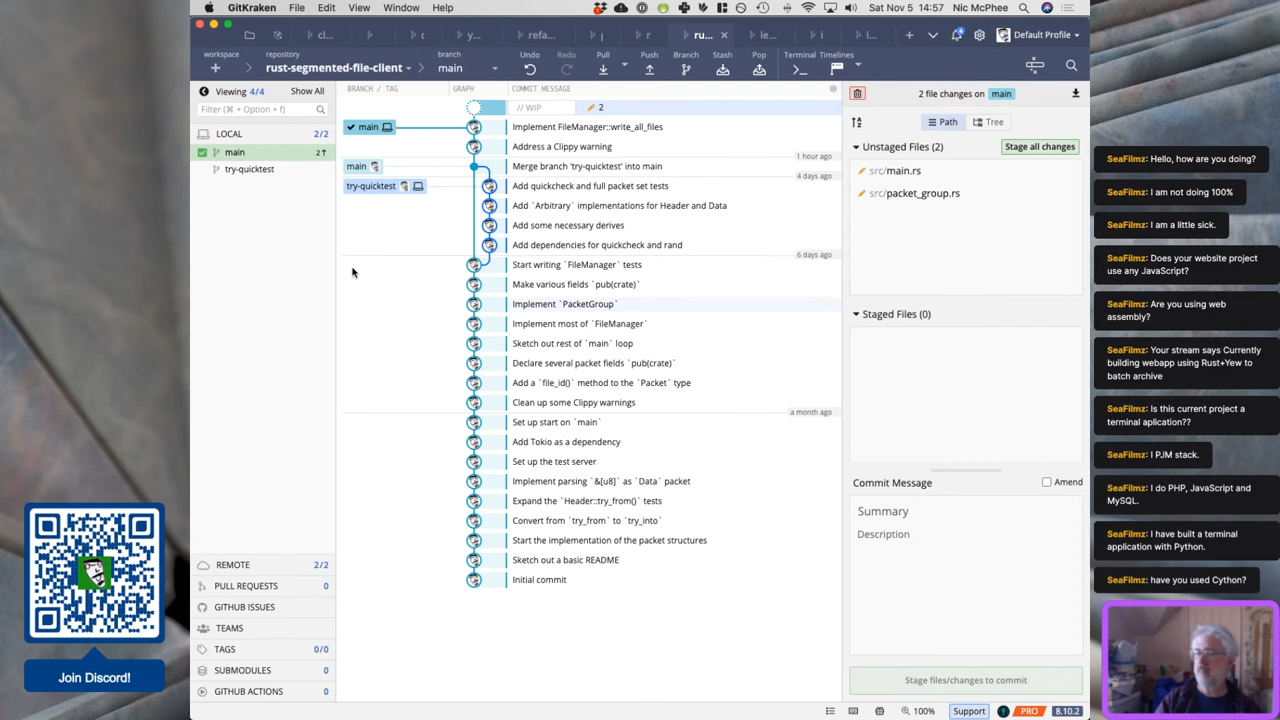 GitKraken File Edit View Window Help
Sat Nov 5 14:57 Nic McPhee
cl...
c
y...
refa...
r
ru...
le...
i
i...
4
Default Profile
workspace
repository
rust-segmented-file-client
branch
main
Undo
Redo
Pull
Push
Branch
Stash
Pop
Terminal
Timelines
Viewing 4/4 Show All
Filter (⌘ + Option + f)
LOCAL 2/2
main 2↑
try-quicktest
REMOTE 2/2
PULL REQUESTS 0
GITHUB ISSUES
TEAMS
TAGS 0/0
SUBMODULES 0
GITHUB ACTIONS 0
BRANCH / TAG GRAPH COMMIT MESSAGE
// WIP 2
main Implement FileManager::write_all_files
Address a Clippy warning
1 hour ago
main Merge branch 'try-quicktest' into main
4 days ago
try-quicktest Add quickcheck and full packet set tests
Add `Arbitrary` implementations for Header and Data
Add some necessary derives
Add dependencies for quickcheck and rand
6 days ago
Start writing `FileManager` tests
Make various fields `pub(crate)`
Implement `PacketGroup`
Implement most of `FileManager`
Sketch out rest of `main` loop
Declare several packet fields `pub(crate)`
Add a `file_id()` method to the `Packet` type
Clean up some Clippy warnings
a month ago
Set up start on `main`
Add Tokio as a dependency
Set up the test server
Implement parsing `&[u8]` as `Data` packet
Expand the `Header::try_from()` tests
Convert from `try_from` to `try_into`
Start the implementation of the packet structures
Sketch out a basic README
Initial commit
2 file changes on main
Path Tree
Unstaged Files (2) Stage all changes
src/main.rs
src/packet_group.rs
Staged Files (0)
Commit Message Amend
Summary
Description
Stage files/changes to commit
100% Support PRO 8.10.2
SeaFilmz: Hello, how are you doing?
SeaFilmz: I am not doing 100%
SeaFilmz: I am a little sick.
SeaFilmz: Does your website project
use any JavaScript?
SeaFilmz: Are you using web
assembly?
SeaFilmz: Your stream says Currently
building webapp using Rust+Yew to
batch archive
SeaFilmz: Is this current project a
terminal aplication??
SeaFilmz: I PJM stack.
SeaFilmz: I do PHP, JavaScript and
MySQL.
SeaFilmz: I have built a terminal
application with Python.
SeaFilmz: have you used Cython?
Join Discord!